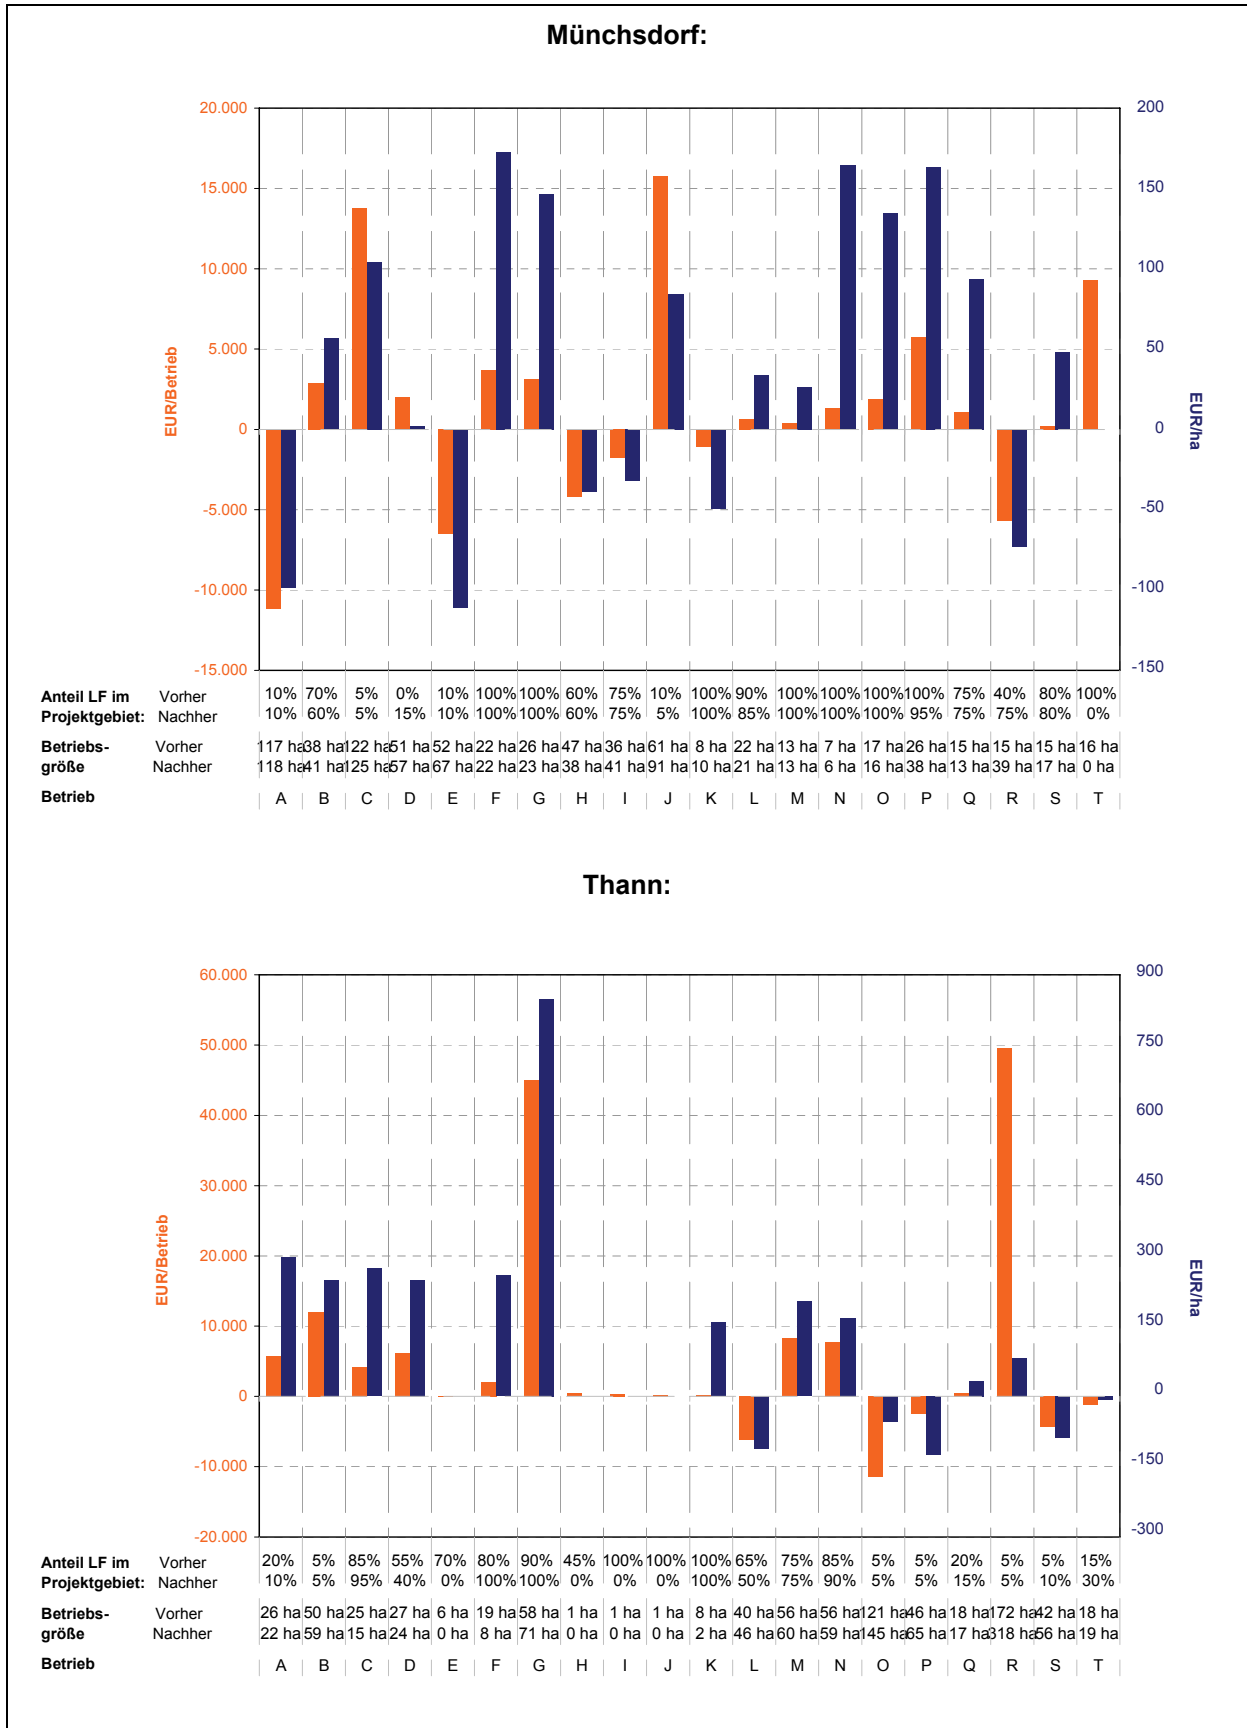 Münchsdorf:
20.000
15.000
10.000
5.000
0
-5.000
-10.000
-15.000
EUR/Betrieb
200
150
100
50
0
-50
-100
-150
EUR/ha
Anteil LF im Vorher 10% 70% 5% 0% 10% 100% 100% 60% 75% 10% 100% 90% 100% 100% 100% 100% 75% 40% 80% 100%
Projektgebiet: Nachher 10% 60% 5% 15% 10% 100% 100% 60% 75% 5% 100% 85% 100% 100% 100% 95% 75% 75% 80% 0%
Betriebs- Vorher 117 ha 38 ha 122 ha 51 ha 52 ha 22 ha 26 ha 47 ha 36 ha 61 ha 8 ha 22 ha 13 ha 7 ha 17 ha 26 ha 15 ha 15 ha 15 ha 16 ha
größe Nachher 118 ha 41 ha 125 ha 57 ha 67 ha 22 ha 23 ha 38 ha 41 ha 91 ha 10 ha 21 ha 13 ha 6 ha 16 ha 38 ha 13 ha 39 ha 17 ha 0 ha
Betrieb A B C D E F G H I J K L M N O P Q R S T
Thann:
60.000
50.000
40.000
30.000
20.000
10.000
0
-10.000
-20.000
EUR/Betrieb
900
750
600
450
300
150
0
-150
-300
EUR/ha
Anteil LF im Vorher 20% 5% 85% 55% 70% 80% 90% 45% 100% 100% 100% 65% 75% 85% 5% 5% 20% 5% 5% 15%
Projektgebiet: Nachher 10% 5% 95% 40% 0% 100% 100% 0% 0% 0% 100% 50% 75% 90% 5% 5% 15% 5% 10% 30%
Betriebs- Vorher 26 ha 50 ha 25 ha 27 ha 6 ha 19 ha 58 ha 1 ha 1 ha 1 ha 8 ha 40 ha 56 ha 56 ha 121 ha 46 ha 18 ha 172 ha 42 ha 18 ha
größe Nachher 22 ha 59 ha 15 ha 24 ha 0 ha 8 ha 71 ha 0 ha 0 ha 0 ha 2 ha 46 ha 60 ha 59 ha 145 ha 65 ha 17 ha 318 ha 56 ha 19 ha
Betrieb A B C D E F G H I J K L M N O P Q R S T